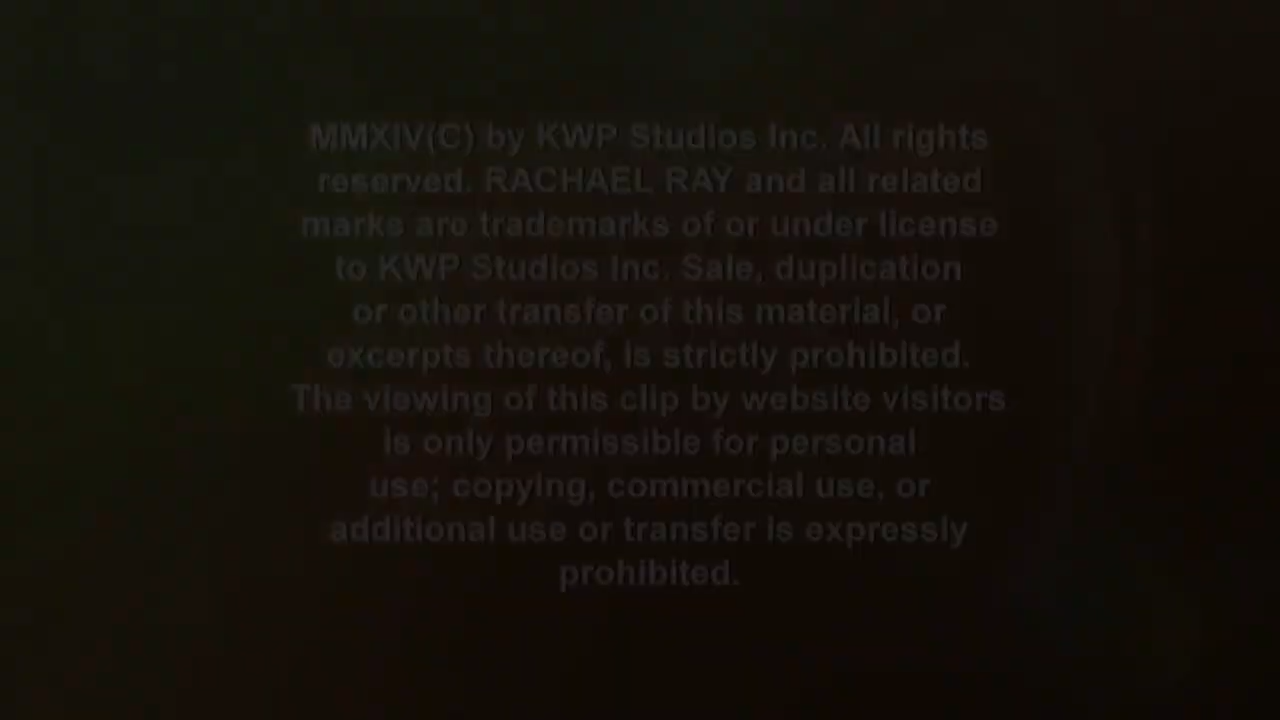 MMXIV(C) by KWP Studios Inc. All rights
reserved. RACHAEL RAY and all related
marks are trademarks of or under license
to KWP Studios Inc. Sale, duplication
or other transfer of this material, or
excerpts thereof, is strictly prohibited.
The viewing of this clip by website visitors
is only permissible for personal
use; copying, commercial use, or
additional use or transfer is expressly
prohibited.